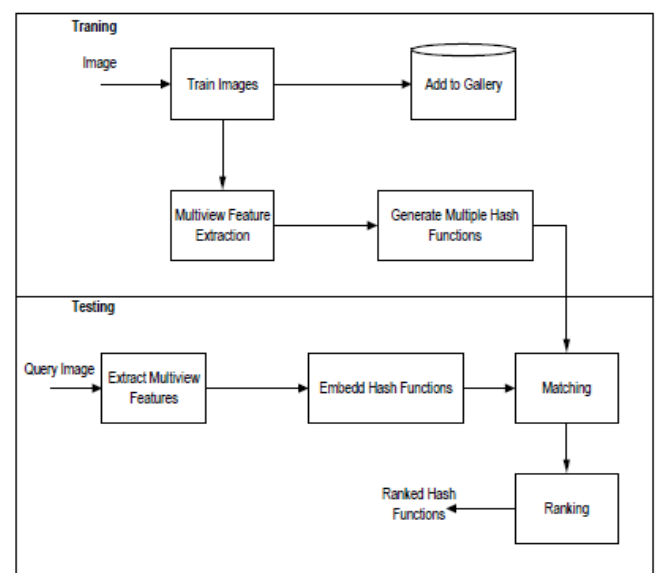 Traning
Image
Train Images
Add to Gallery
Multiview Feature
Extraction
Generate Multiple Hash
Functions
Testing
Query Image
Extract Multiview
Features
Embedd Hash Functions
Matching
Ranked Hash
Functions
Ranking